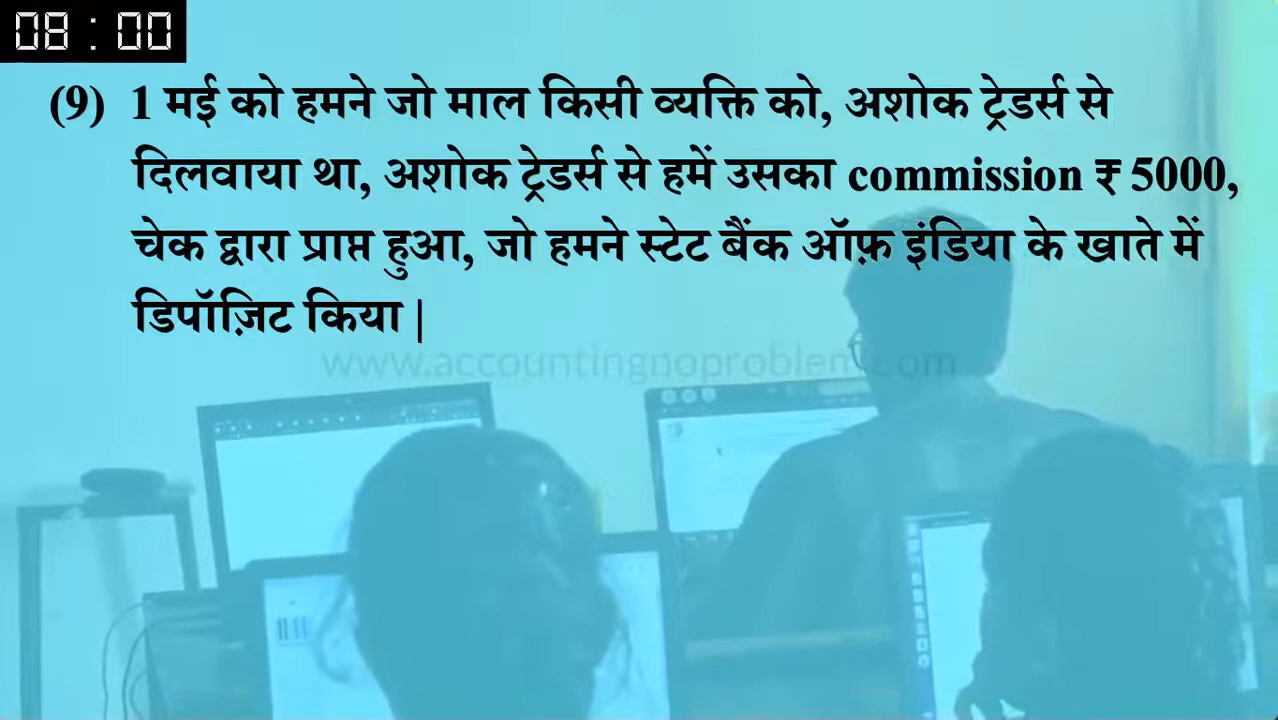 08 : 00
(9) 1 मई को हमने जो माल किसी व्यक्ति को, अशोक ट्रेडर्स से
दिलवाया था, अशोक ट्रेडर्स से हमें उसका commission ₹ 5000,
चेक द्वारा प्राप्त हुआ, जो हमने स्टेट बैंक ऑफ़ इंडिया के खाते में
डिपॉज़िट किया |
www.accountingnoproblem.com